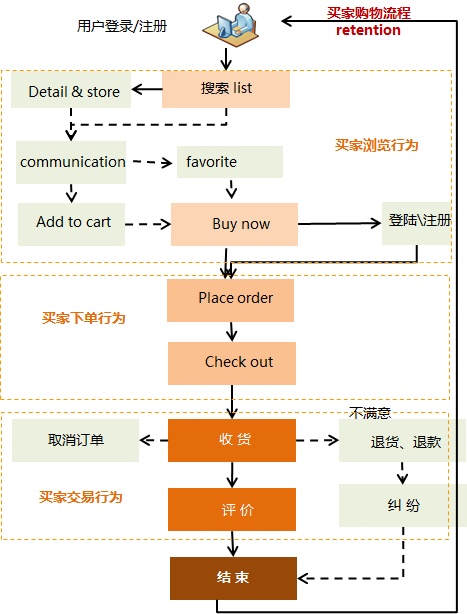 用户登录/注册
买家购物流程
retention
Detail & store
搜索 list
买家浏览行为
communication
favorite
Add to cart
Buy now
登陆\注册
Place order
买家下单行为
Check out
不满意
取消订单
收 货
退货、退款
买家交易行为
评 价
纠 纷
结 束